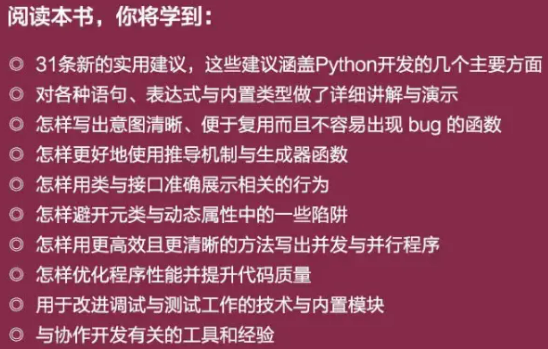 阅读本书，你将学到：
◎ 31条新的实用建议，这些建议涵盖Python开发的几个主要方面
◎ 对各种语句、表达式与内置类型做了详细讲解与演示
◎ 怎样写出意图清晰、便于复用而且不容易出现 bug 的函数
◎ 怎样更好地使用推导机制与生成器函数
◎ 怎样用类与接口准确展示相关的行为
◎ 怎样避开元类与动态属性中的一些陷阱
◎ 怎样用更高效且更清晰的方法写出并发与并行程序
◎ 怎样优化程序性能并提升代码质量
◎ 用于改进调试与测试工作的技术与内置模块
◎ 与协作开发有关的工具和经验